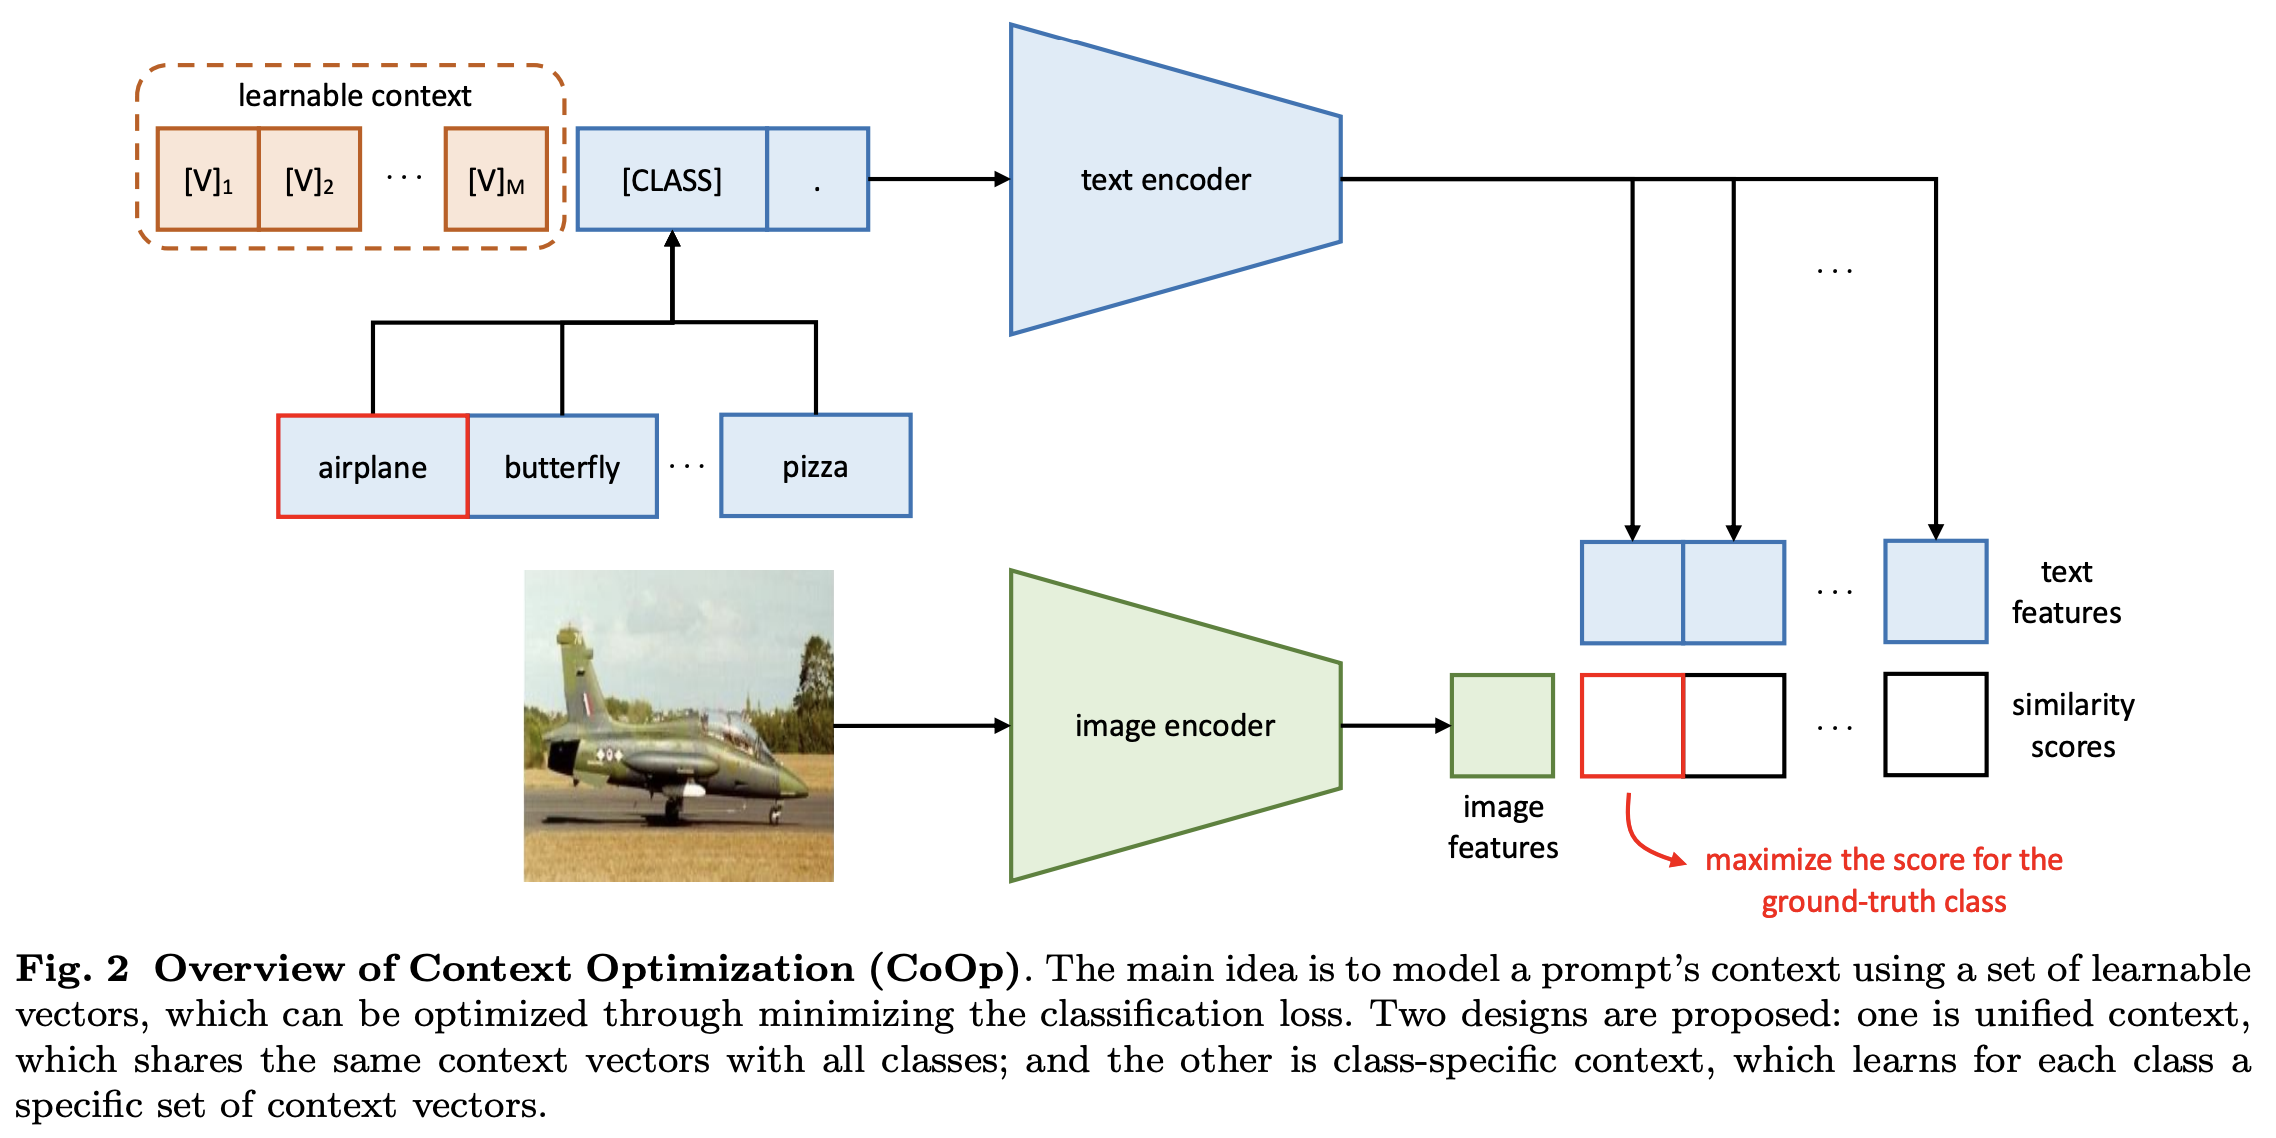 learnable context
[V]1 [V]2 ... [V]M [CLASS] .
text encoder
...
airplane butterfly ... pizza
...
text
features
image encoder
...
similarity
scores
image
features
maximize the score for the
ground-truth class
Fig. 2 Overview of Context Optimization (CoOp). The main idea is to model a prompt's context using a set of learnable
vectors, which can be optimized through minimizing the classification loss. Two designs are proposed: one is unified context,
which shares the same context vectors with all classes; and the other is class-specific context, which learns for each class a
specific set of context vectors.